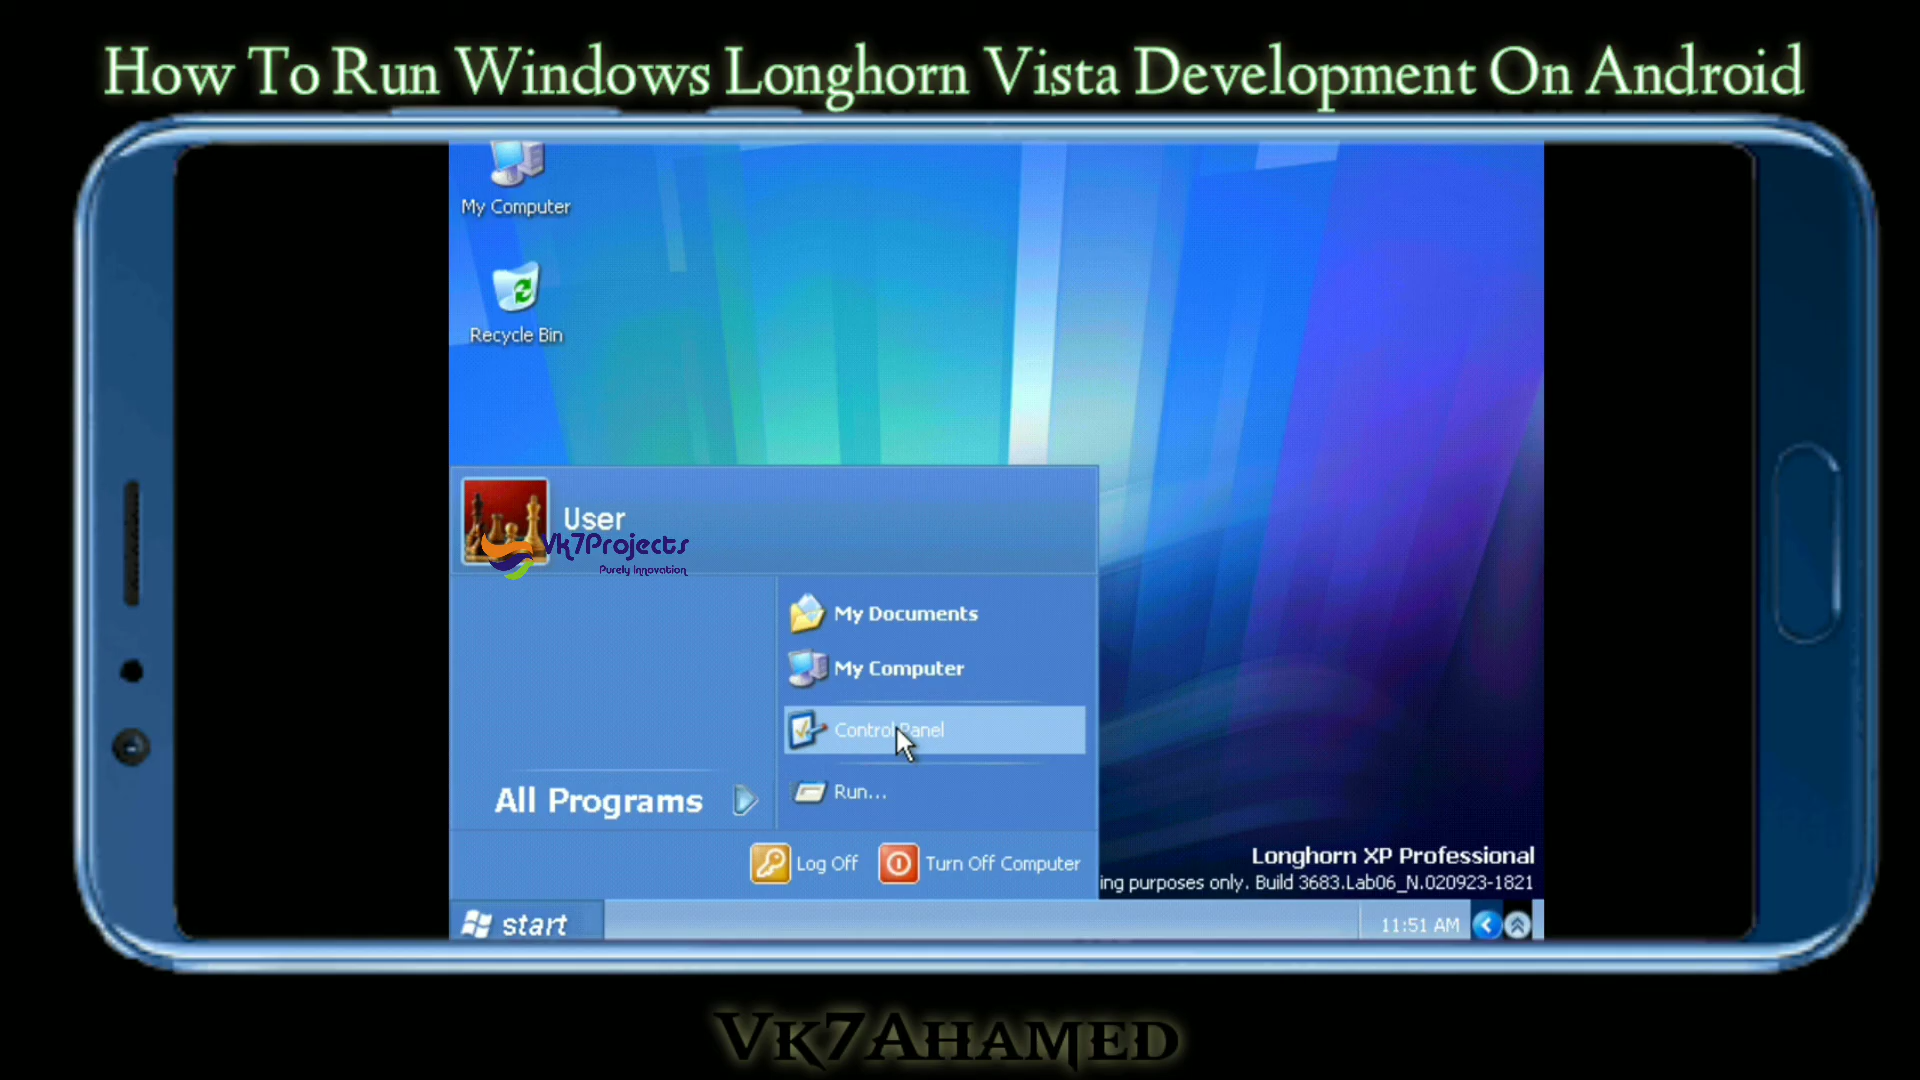 How To Run Windows Longhorn Vista Development On Android
My Computer
Recycle Bin
User
Vk7Projects
Purely Innovation
My Documents
My Computer
Control Panel
All Programs
Run...
Log Off
Turn Off Computer
Longhorn XP Professional
ing purposes only. Build 3683.Lab06_N.020923-1821
start
11:51 AM
Vk7Ahamed